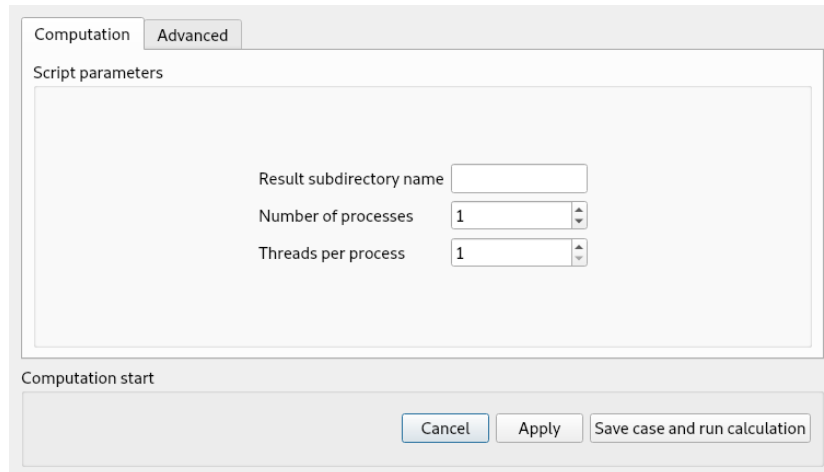 Computation Advanced
Script parameters
Result subdirectory name
Number of processes 1
Threads per process 1
Computation start
Cancel Apply Save case and run calculation